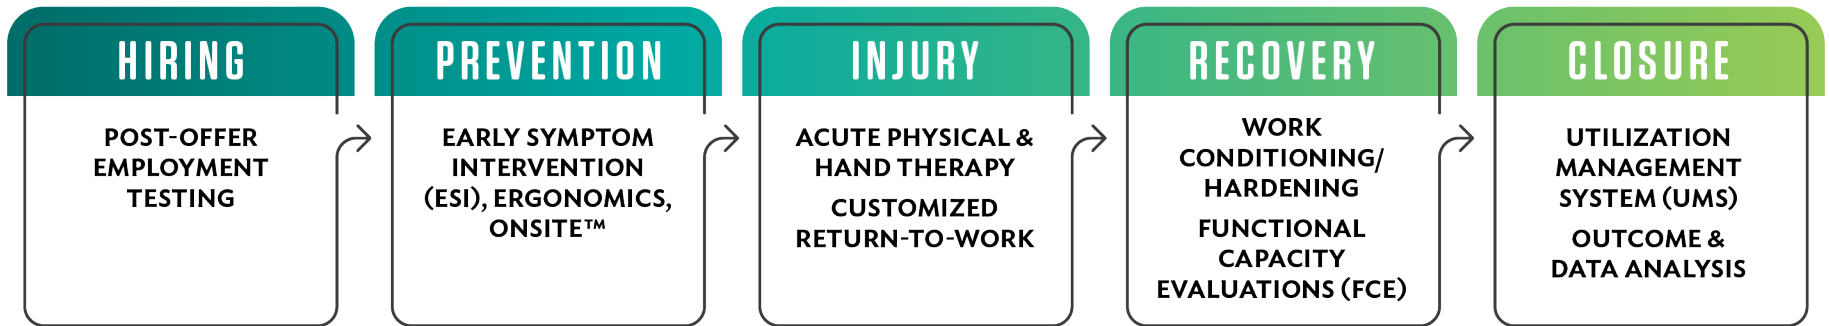 HIRING
POST-OFFER
EMPLOYMENT
TESTING
PREVENTION
EARLY SYMPTOM
INTERVENTION
(ESI), ERGONOMICS,
ONSITE™
INJURY
ACUTE PHYSICAL &
HAND THERAPY
CUSTOMIZED
RETURN-TO-WORK
RECOVERY
WORK
CONDITIONING/
HARDENING
FUNCTIONAL
CAPACITY
EVALUATIONS (FCE)
CLOSURE
UTILIZATION
MANAGEMENT
SYSTEM (UMS)
OUTCOME &
DATA ANALYSIS